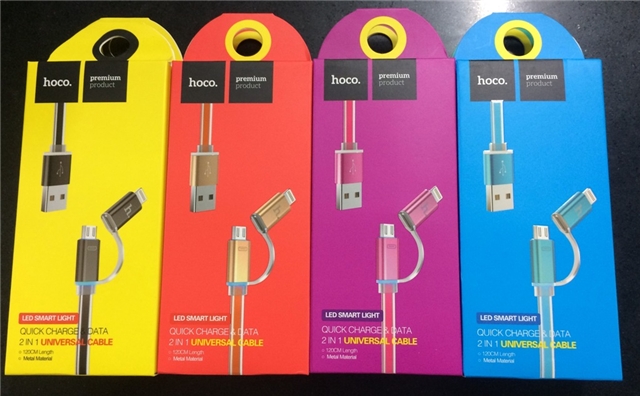 hoco.
premium
product
LED SMART LIGHT
QUICK CHARGE & DATA
2 IN 1 UNIVERSAL CABLE
120CM Length
Metal Material
hoco.
premium
product
LED SMART LIGHT
QUICK CHARGE & DATA
2 IN 1 UNIVERSAL CABLE
120CM Length
Metal Material
hoco.
premium
product
LED SMART LIGHT
QUICK CHARGE & DATA
2 IN 1 UNIVERSAL CABLE
120CM Length
Metal Material
hoco.
premium
product
LED SMART LIGHT
QUICK CHARGE & DATA
2 IN 1 UNIVERSAL CABLE
120CM Length
Metal Material